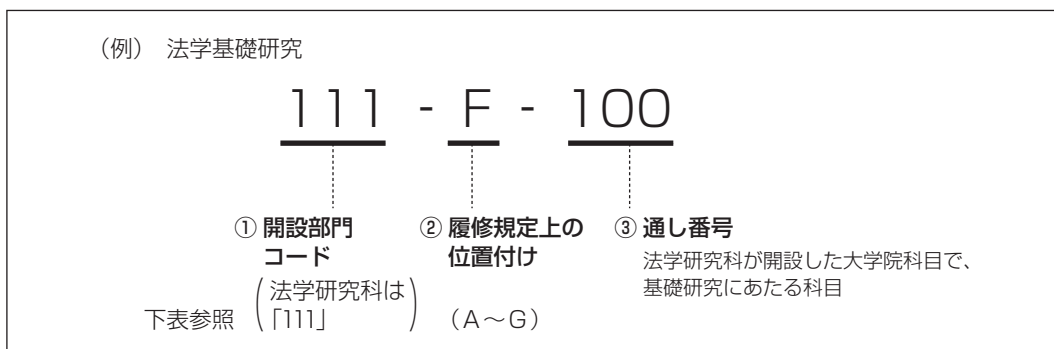 （例） 法学基礎研究
111 - F - 100
① 開設部門
コード
② 履修規定上の
位置付け
③ 通し番号
法学研究科が開設した大学院科目で、
基礎研究にあたる科目
下表参照 (法学研究科は
「111」)
（A～G）